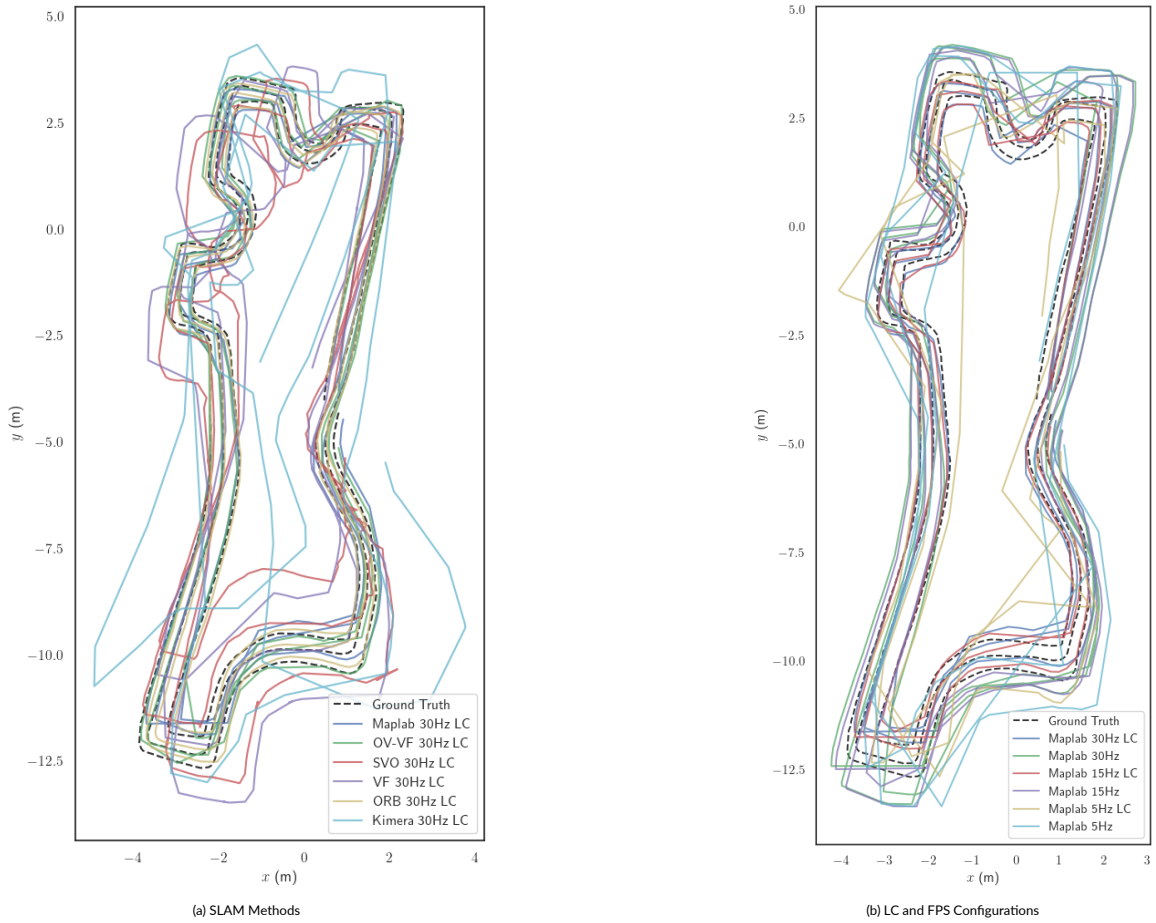 5.0
2.5
0.0
−2.5
−5.0
−7.5
−10.0
−12.5
y (m)
−4
−2
0
2
4
x (m)
Ground Truth
Maplab 30Hz LC
OV-VF 30Hz LC
SVO 30Hz LC
VF 30Hz LC
ORB 30Hz LC
Kimera 30Hz LC
(a) SLAM Methods
5.0
2.5
0.0
−2.5
−5.0
−7.5
−10.0
−12.5
y (m)
−4
−3
−2
−1
0
1
2
3
x (m)
Ground Truth
Maplab 30Hz LC
Maplab 30Hz
Maplab 15Hz LC
Maplab 15Hz
Maplab 5Hz LC
Maplab 5Hz
(b) LC and FPS Configurations